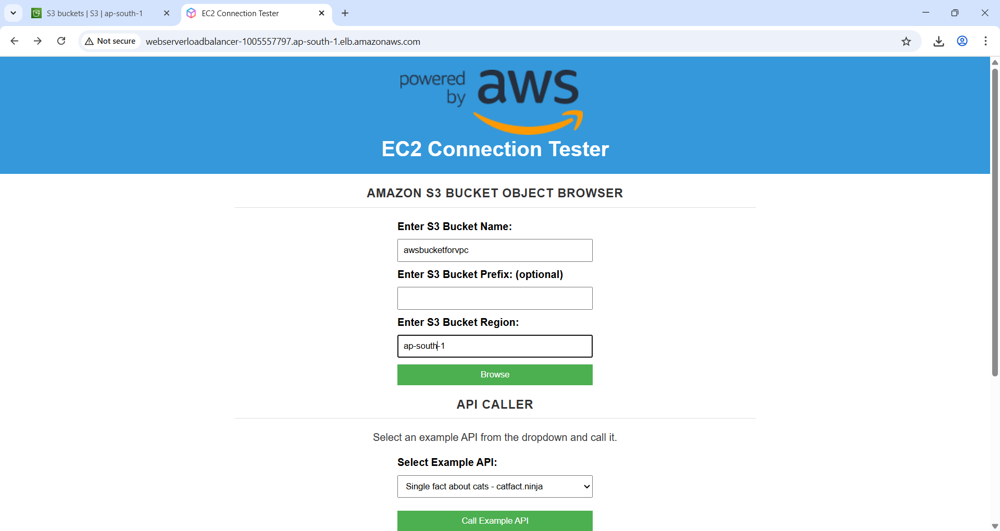 S3 buckets | S3 | ap-south-1
EC2 Connection Tester
Not secure
webserverloadbalancer-1005557797.ap-south-1.elb.amazonaws.com
powered
by
aws
EC2 Connection Tester
AMAZON S3 BUCKET OBJECT BROWSER
Enter S3 Bucket Name:
awsbucketforvpc
Enter S3 Bucket Prefix: (optional)
Enter S3 Bucket Region:
ap-south-1
Browse
API CALLER
Select an example API from the dropdown and call it.
Select Example API:
Single fact about cats - catfact.ninja
Call Example API